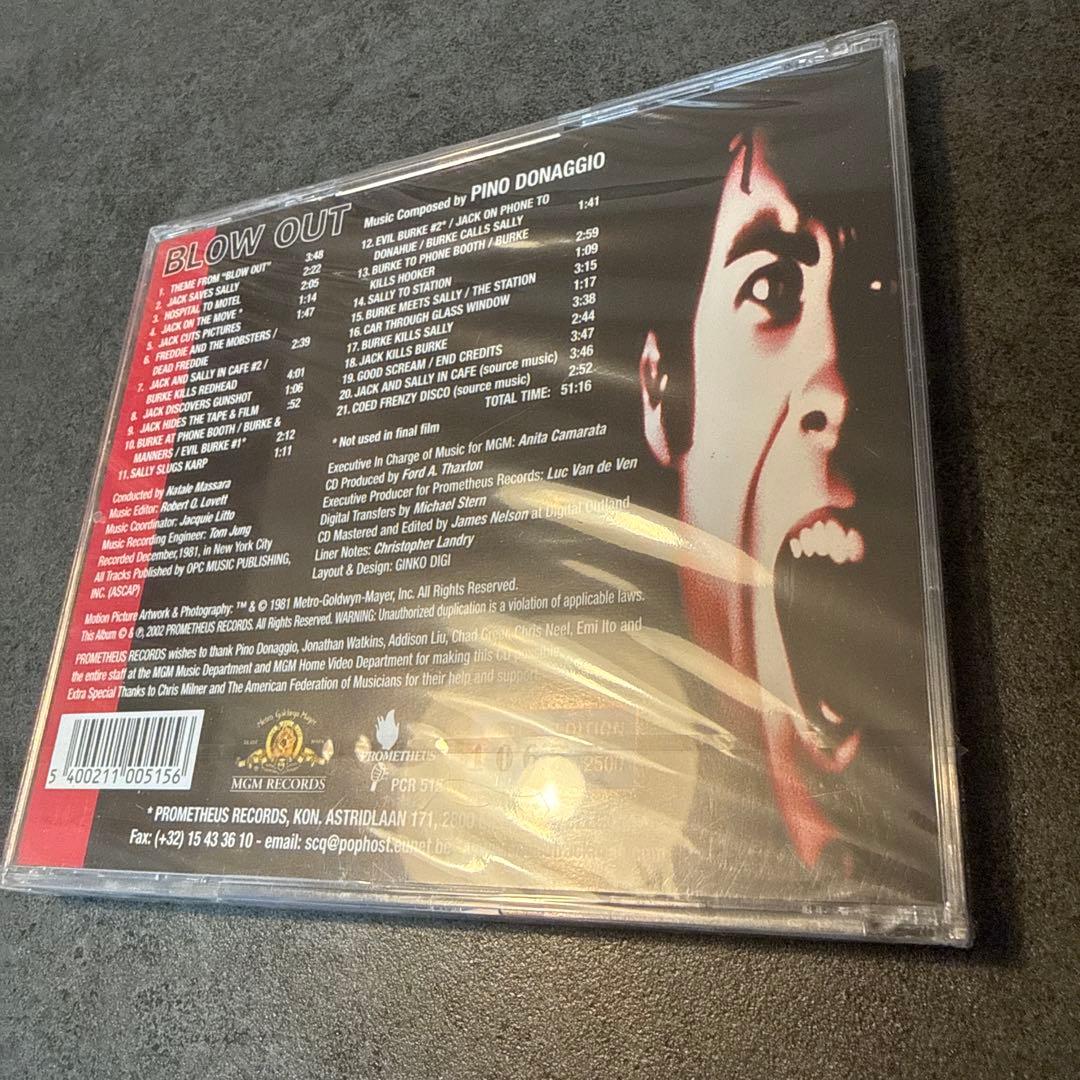 BLOW OUT
Music Composed by PINO DONAGGIO
1. THEME FROM "BLOW OUT" 3:48
2. JACK SAVES SALLY 2:22
3. HOSPITAL TO MOTEL 2:05
4. JACK ON THE MOVE * 1:14
5. JACK CUTS PICTURES 1:47
6. FREDDIE AND THE MOBSTERS /
DEAD FREDDIE 2:39
7. JACK AND SALLY IN CAFE #2 /
BURKE KILLS REDHEAD 4:01
8. JACK DISCOVERS GUNSHOT 1:06
9. JACK HIDES THE TAPE & FILM :52
10. BURKE AT PHONE BOOTH / BURKE &
MANNERS / EVIL BURKE #1* 2:12
11. SALLY SLUGS KARP 1:11
12. EVIL BURKE #2* / JACK ON PHONE TO
DONAHUE / BURKE CALLS SALLY 1:41
13. BURKE TO PHONE BOOTH / BURKE
KILLS HOOKER 2:59
14. SALLY TO STATION 1:09
15. BURKE MEETS SALLY / THE STATION 3:15
16. CAR THROUGH GLASS WINDOW 1:17
17. BURKE KILLS SALLY 3:38
18. JACK KILLS BURKE 2:44
19. GOOD SCREAM / END CREDITS 3:47
20. JACK AND SALLY IN CAFE (source music) 3:46
21. COED FRENZY DISCO (source music) 2:52
TOTAL TIME: 51:16
* Not used in final film
Conducted by Natale Massara
Music Editor: Robert O. Lovett
Music Coordinator: Jacquie Litto
Music Recording Engineer: Tom Jung
Recorded December,1981, in New York City
All Tracks Published by OPC MUSIC PUBLISHING,
INC. (ASCAP)
Executive In Charge of Music for MGM: Anita Camarata
CD Produced by Ford A. Thaxton
Executive Producer for Prometheus Records: Luc Van de Ven
Digital Transfers by Michael Stern
CD Mastered and Edited by James Nelson at Digital Outland
Liner Notes: Christopher Landry
Layout & Design: GINKO DIGI
Motion Picture Artwork & Photography: ™ & © 1981 Metro-Goldwyn-Mayer, Inc. All Rights Reserved.
This Album © & ℗, 2002 PROMETHEUS RECORDS. All Rights Reserved. WARNING: Unauthorized duplication is a violation of applicable laws.
PROMETHEUS RECORDS wishes to thank Pino Donaggio, Jonathan Watkins, Addison Liu, Chad Greer, Chris Neel, Emi Ito and
the entire staff at the MGM Music Department and MGM Home Video Department for making this CD possible.
Extra Special Thanks to Chris Milner and The American Federation of Musicians for their help and support
5 400211 005156
Metro Goldwyn Mayer
MGM RECORDS
PROMETHEUS
PCR 515
EDITION
106
2500
* PROMETHEUS RECORDS, KON. ASTRIDLAAN 171,
Fax: (+32) 15 43 36 10 - email: scq@pophost.eunet.be